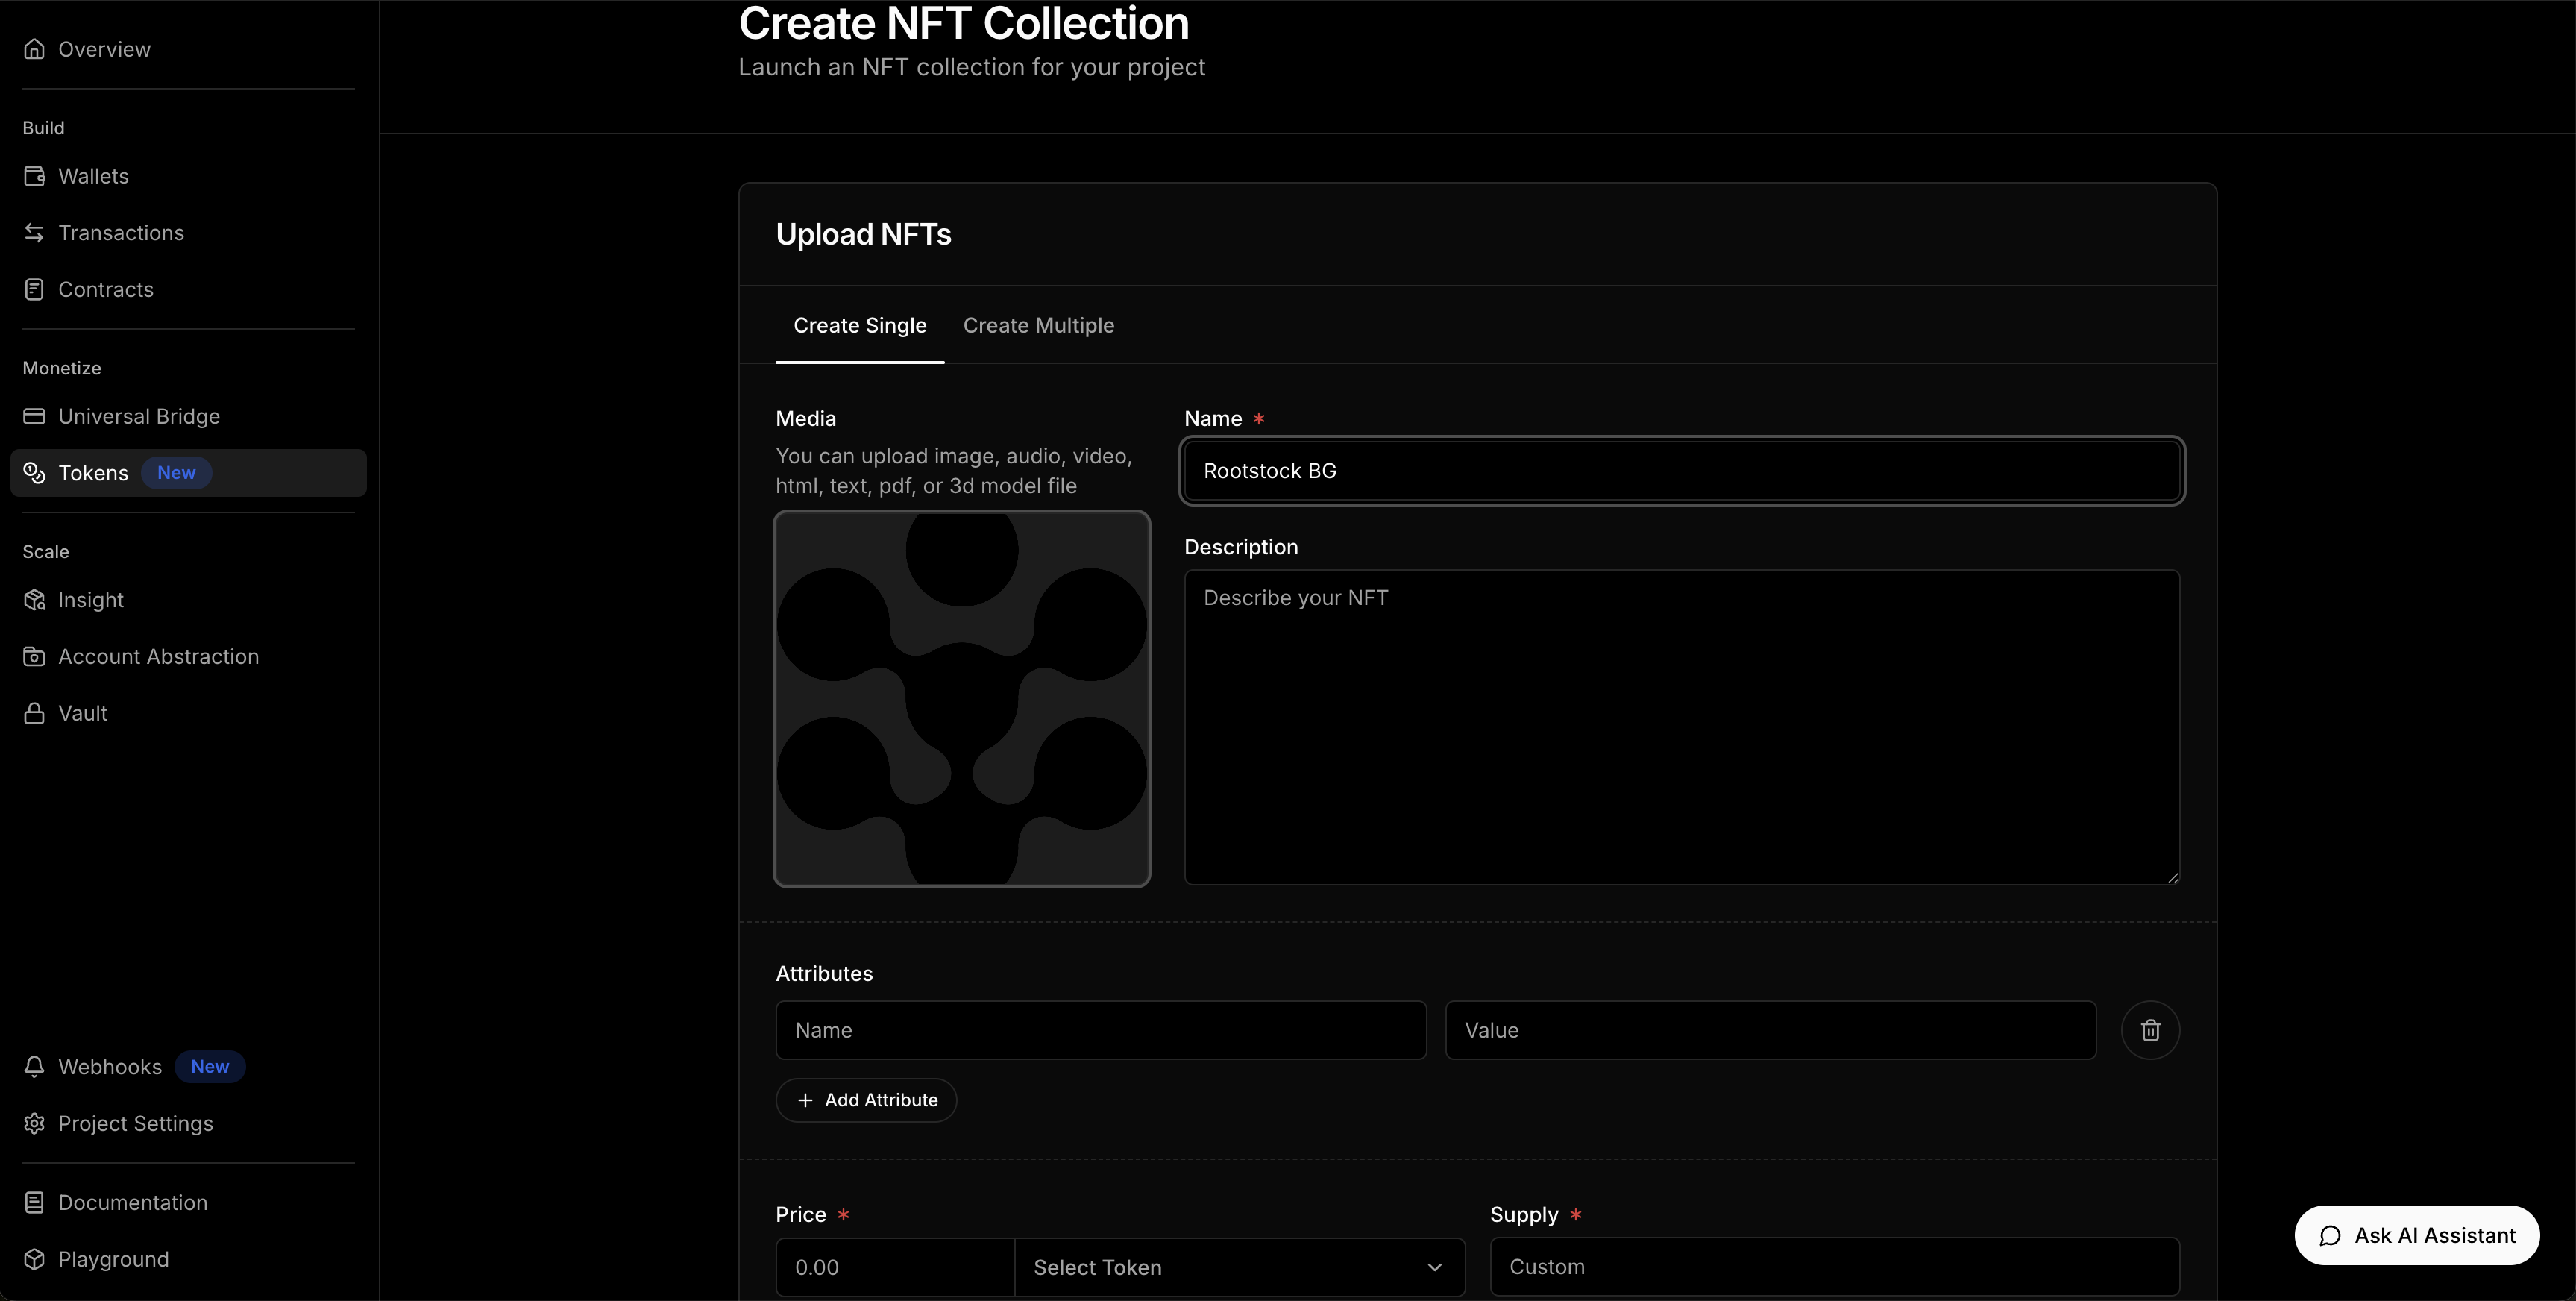 Overview
Build
Wallets
Transactions
Contracts
Monetize
Universal Bridge
Tokens New
Scale
Insight
Account Abstraction
Vault
Webhooks New
Project Settings
Documentation
Playground
Create NFT Collection
Launch an NFT collection for your project
Upload NFTs
Create Single Create Multiple
Media
You can upload image, audio, video,
html, text, pdf, or 3d model file
Name *
Rootstock BG
Description
Describe your NFT
Attributes
Name Value
+ Add Attribute
Price * Supply *
0.00 Select Token Custom
Ask AI Assistant